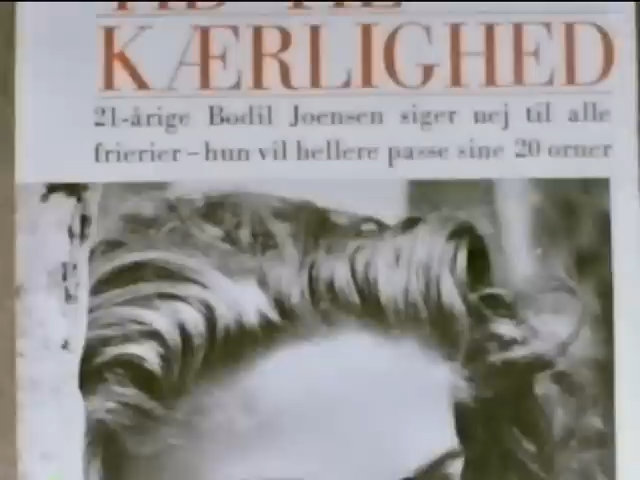 KÆRLIGHED
21-årige Bodil Joensen siger nej til alle
frierier – hun vil hellere passe sine 20 orner